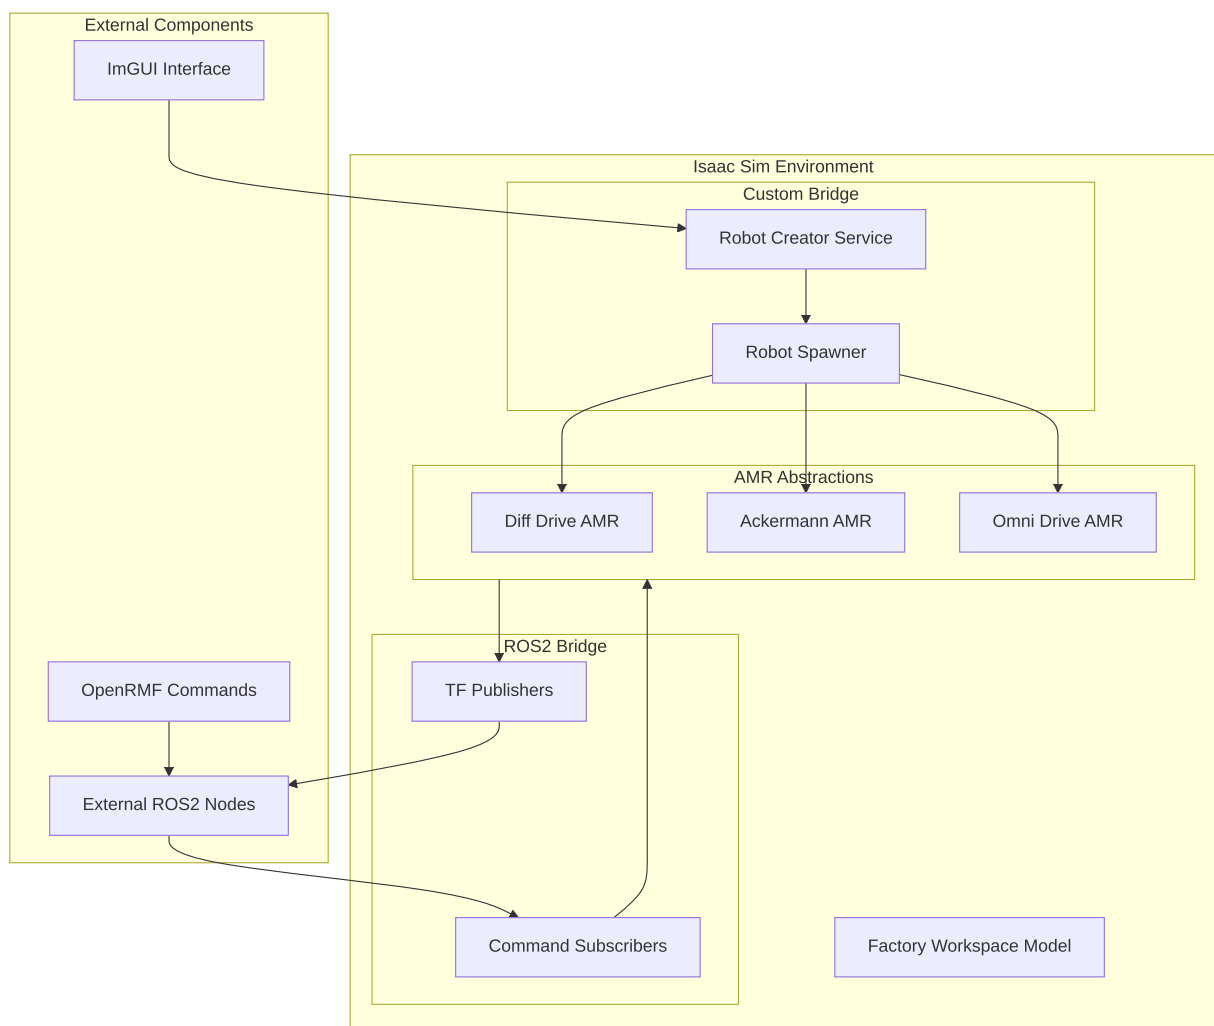 External Components
ImGUI Interface
Isaac Sim Environment
Custom Bridge
Robot Creator Service
Robot Spawner
AMR Abstractions
Diff Drive AMR
Ackermann AMR
Omni Drive AMR
ROS2 Bridge
OpenRMF Commands
TF Publishers
External ROS2 Nodes
Command Subscribers
Factory Workspace Model